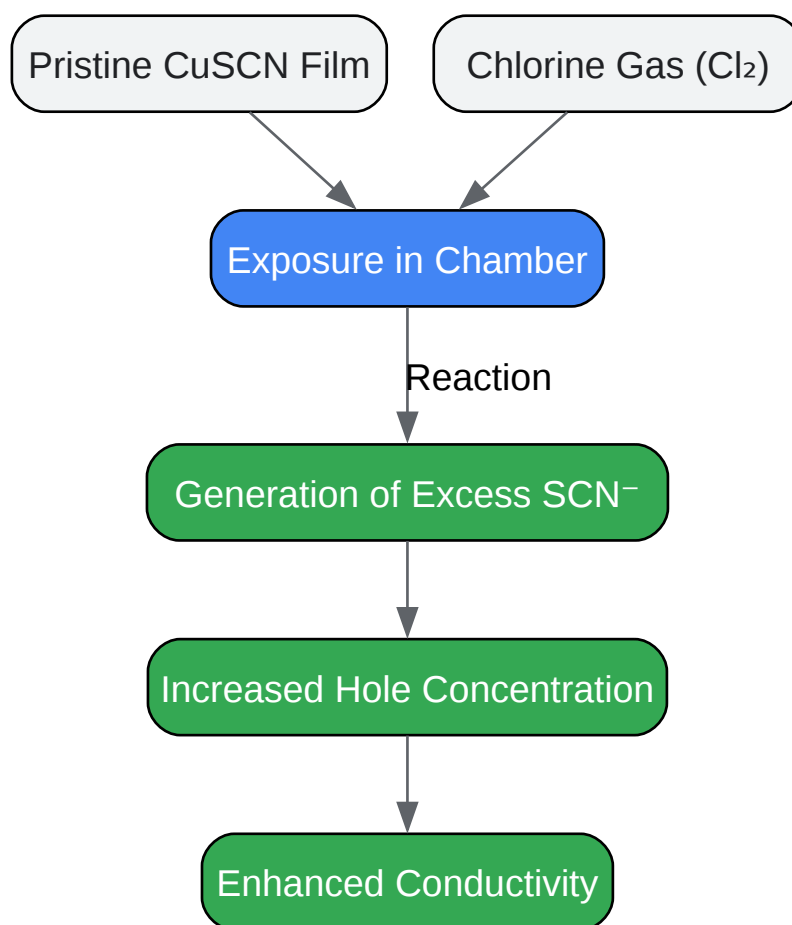 Pristine CuSCN Film
Chlorine Gas (Cl₂)
Exposure in Chamber
Reaction
Generation of Excess SCN⁻
Increased Hole Concentration
Enhanced Conductivity